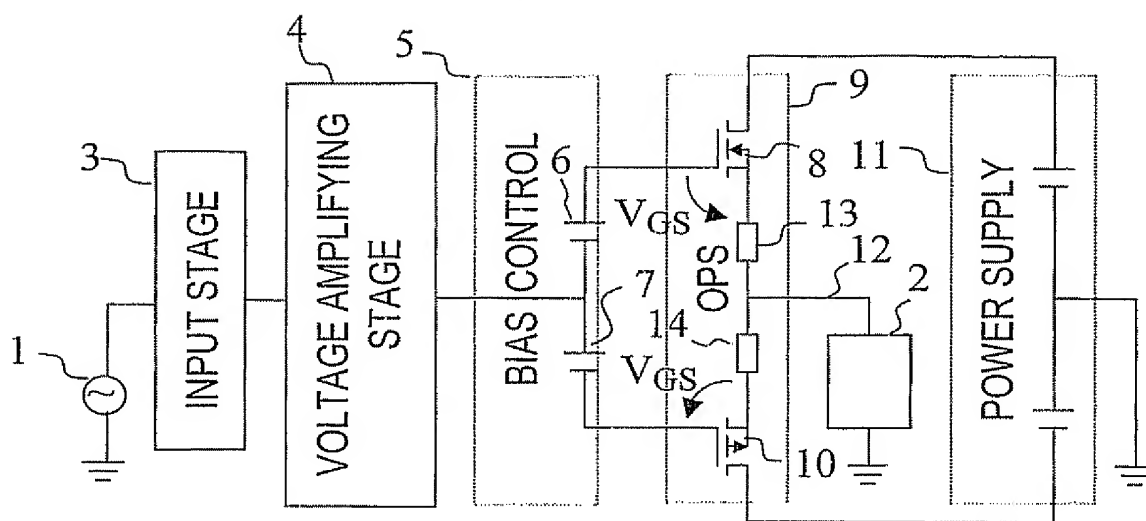 1
3
INPUT STAGE
4
VOLTAGE AMPLIFYING
STAGE
5
BIAS CONTROL
6
7
VGS
VGS
OPS
8
9
10
13
14
12
2
11
POWER SUPPLY